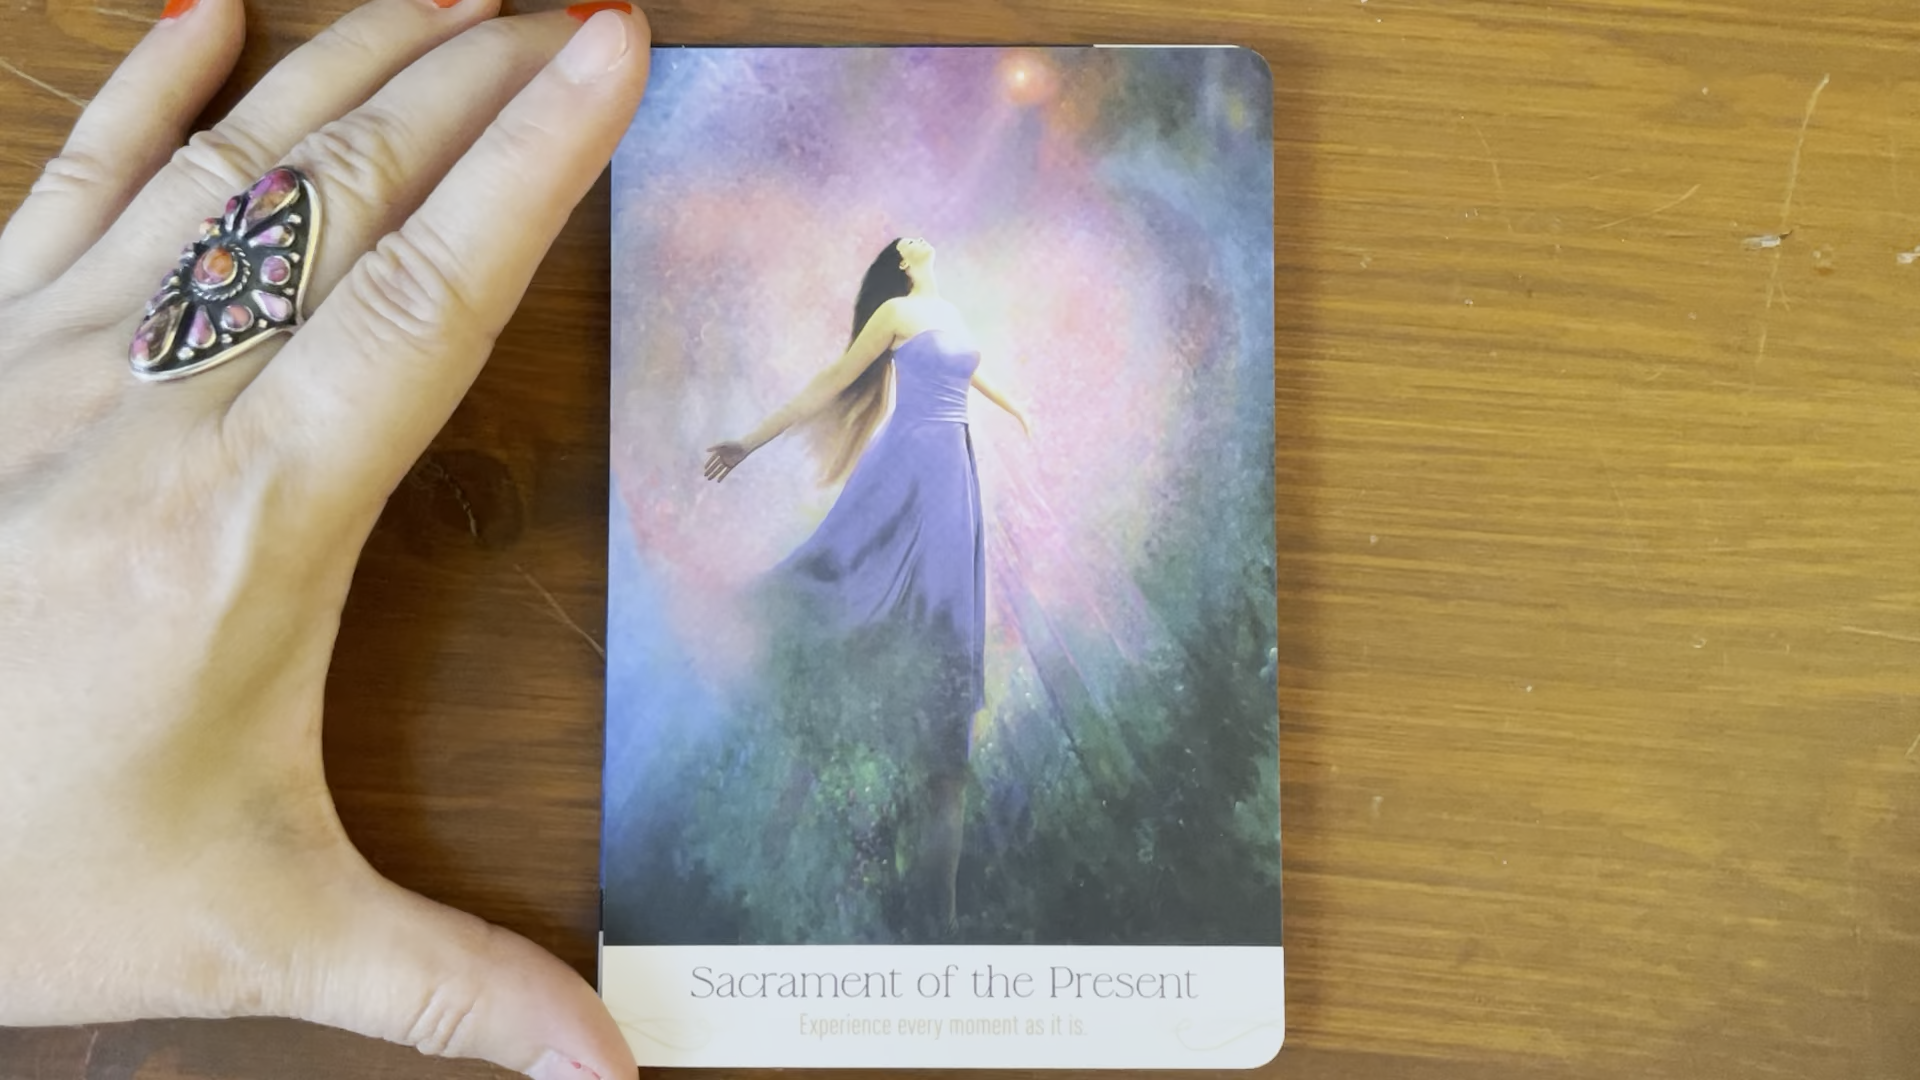 Sacrament of the Present
Experience every moment as it is.